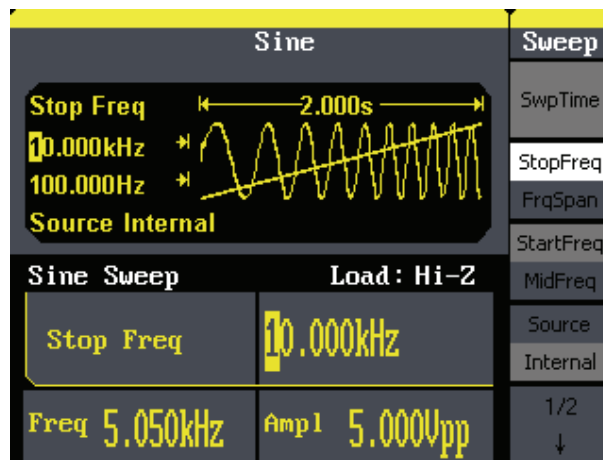 Sine
Sweep
Stop Freq
2.000s
10.000kHz
100.000Hz
Source Internal
SwpTime
StopFreq
FrqSpan
StartFreq
MidFreq
Source
Internal
1/2
↓
Sine Sweep
Load: Hi-Z
Stop Freq
10.000kHz
Freq 5.050kHz
Ampl 5.000Vpp